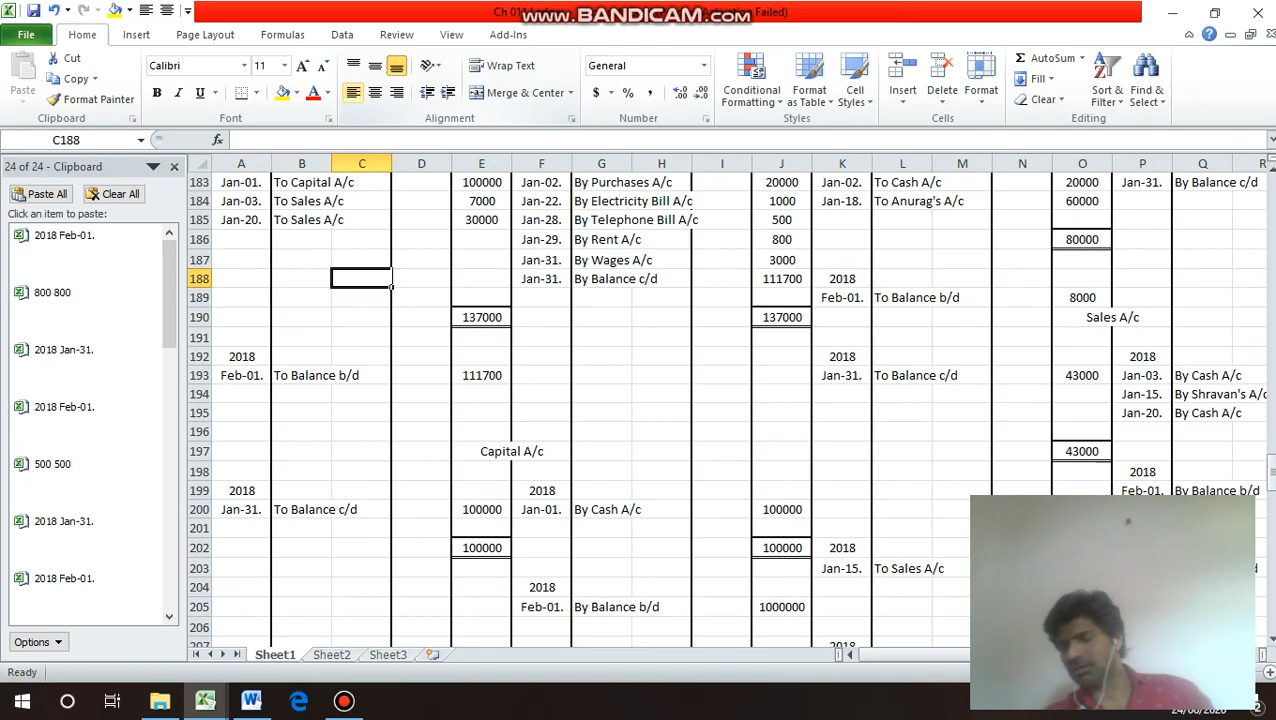 Ch 01 Activation Failed)
www.BANDICAM.com
File Home Insert Page Layout Formulas Data Review View Add-Ins
Paste
Cut
Copy
Format Painter
Clipboard
Calibri 11
B I U
Font
Wrap Text
Merge & Center
Alignment
General
$ % ,
Number
Conditional Formatting
Format as Table
Cell Styles
Styles
Insert Delete Format
Cells
AutoSum
Fill
Clear
Sort & Filter
Find & Select
Editing
C188 fx
24 of 24 - Clipboard
Paste All Clear All
Click an item to paste:
2018 Feb-01.
800 800
2018 Jan-31.
2018 Feb-01.
500 500
2018 Jan-31.
2018 Feb-01.
Options
A B C D E F G H I J K L M N O P Q R
183 Jan-01. To Capital A/c 100000 Jan-02. By Purchases A/c 20000 Jan-02. To Cash A/c 20000 Jan-31. By Balance c/d
184 Jan-03. To Sales A/c 7000 Jan-22. By Electricity Bill A/c 1000 Jan-18. To Anurag's A/c 60000
185 Jan-20. To Sales A/c 30000 Jan-28. By Telephone Bill A/c 500
186 Jan-29. By Rent A/c 800 80000
187 Jan-31. By Wages A/c 3000
188 Jan-31. By Balance c/d 111700 2018
189 Feb-01. To Balance b/d 8000
190 137000 137000 Sales A/c
191
192 2018 2018 2018
193 Feb-01. To Balance b/d 111700 Jan-31. To Balance c/d 43000 Jan-03. By Cash A/c
194 Jan-15. By Shravan's A/c
195 Jan-20. By Cash A/c
196
197 Capital A/c 43000
198 2018
199 2018 2018 Feb-01. By Balance b/d
200 Jan-31. To Balance c/d 100000 Jan-01. By Cash A/c 100000
201
202 100000 100000 2018
203 Jan-15. To Sales A/c
204 2018
205 Feb-01. By Balance b/d 1000000
206
207 2018
Sheet1 Sheet2 Sheet3
Ready